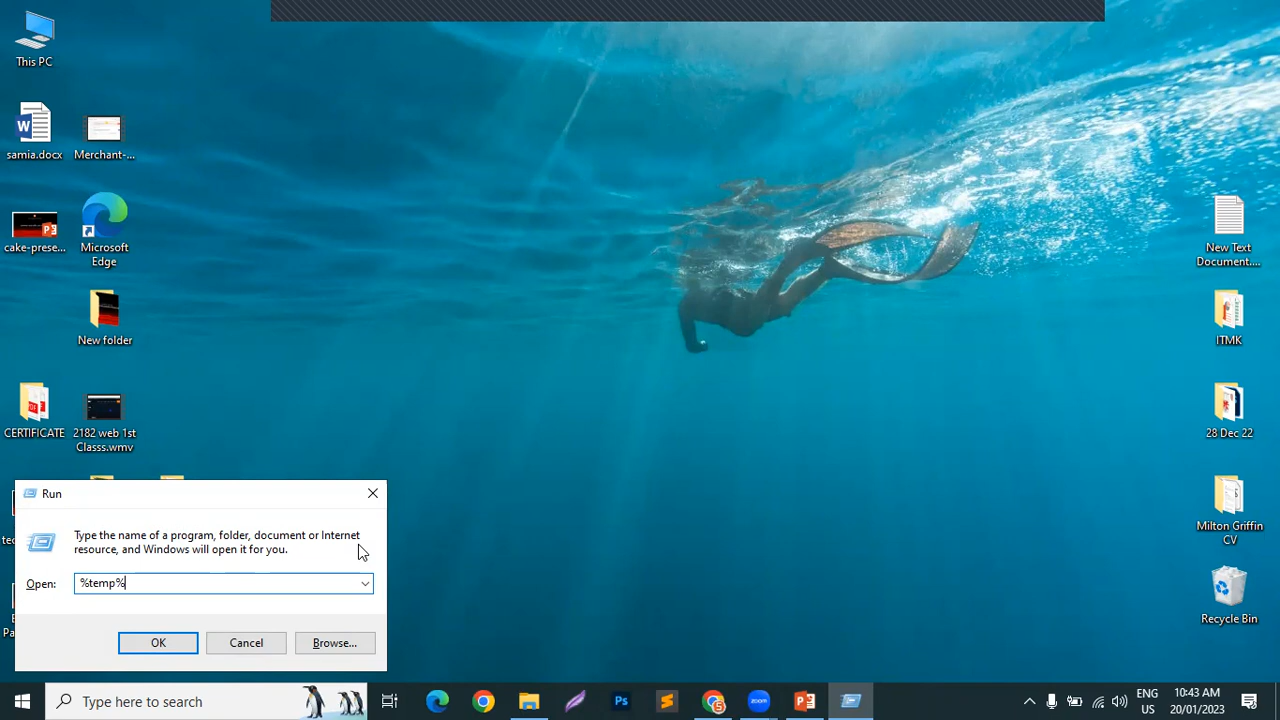 This PC
samia.docx
Merchant-...
cake-prese...
Microsoft
Edge
New folder
CERTIFICATE
2182 web 1st
Classs.wmv
New Text
Document....
ITMK
28 Dec 22
Milton Griffin
CV
Recycle Bin
Run
Type the name of a program, folder, document or Internet
resource, and Windows will open it for you.
Open:
%temp%
OK
Cancel
Browse...
Type here to search
ENG
US
10:43 AM
20/01/2023